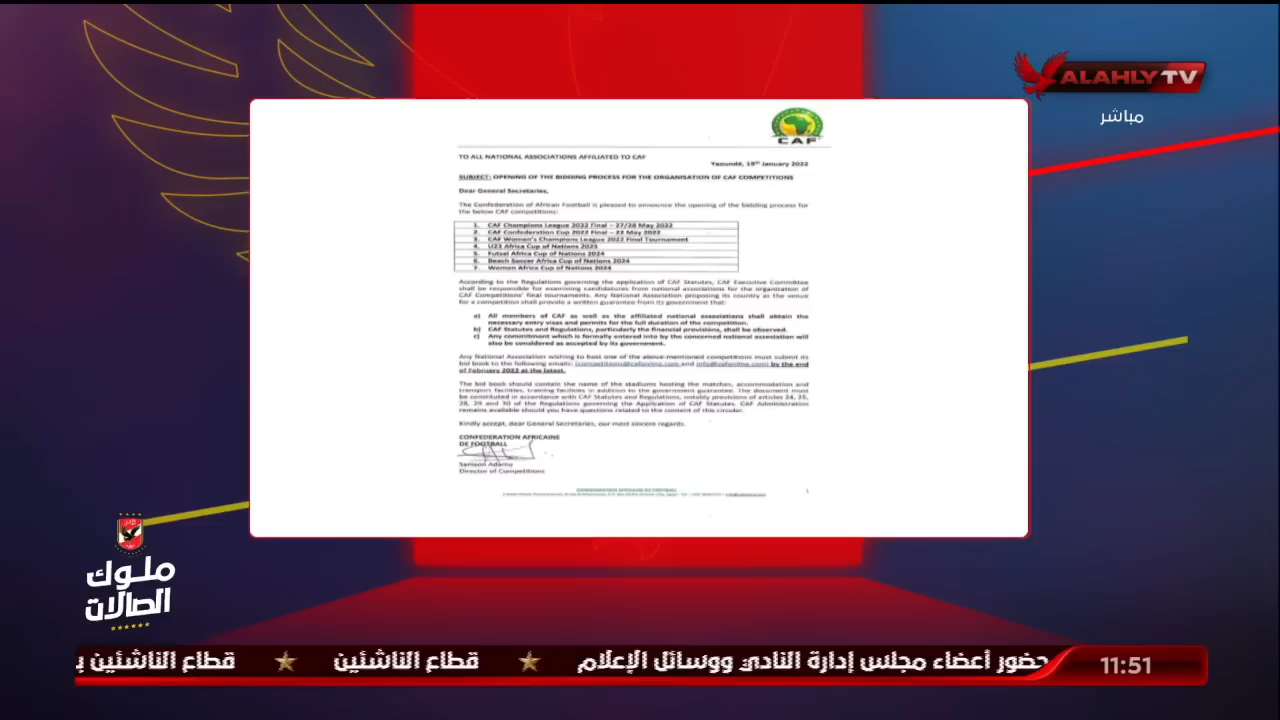 ALAHLY TV
مباشر
CAF
TO ALL NATIONAL ASSOCIATIONS AFFILIATED TO CAF
Yaoundé, 19th January 2022
SUBJECT: OPENING OF THE BIDDING PROCESS FOR THE ORGANISATION OF CAF COMPETITIONS
Dear General Secretaries,
The Confederation of African Football is pleased to announce the opening of the bidding process for
the below CAF competitions:
1. CAF Champions League 2022 Final – 27/28 May 2022
2. CAF Confederation Cup 2022 Final – 22 May 2022
3. CAF Women's Champions League 2022 Final Tournament
4. U23 Africa Cup of Nations 2023
5. Futsal Africa Cup of Nations 2024
6. Beach Soccer Africa Cup of Nations 2024
7. Women Africa Cup of Nations 2024
According to the Regulations governing the application of CAF Statutes, CAF Executive Committee
shall be responsible for examining candidatures from national associations for the organization of
CAF Competitions' final tournaments. Any National Association proposing its country as the venue
for a competition shall provide a written guarantee from its government that:
a) All members of CAF as well as the affiliated national associations shall obtain the
necessary entry visas and permits for the full duration of the competition.
b) CAF Statutes and Regulations, particularly the financial provisions, shall be observed.
c) Any commitment which is formally entered into by the concerned national association will
also be considered as accepted by its government.
Any National Association wishing to host one of the above-mentioned competitions must submit its
bid book to the following emails: (competitions@cafonline.com and info@cafonline.com) by the end
of February 2022 at the latest.
The bid book should contain the name of the stadiums hosting the matches, accommodation and
transport facilities, training facilities in addition to the government guarantee. The document must
be constituted in accordance with CAF Statutes and Regulations, notably provisions of articles 24, 25,
28, 29 and 30 of the Regulations governing the Application of CAF Statutes. CAF Administration
remains available should you have questions related to the content of this circular.
Kindly accept, dear General Secretaries, our most sincere regards.
CONFEDERATION AFRICAINE
DE FOOTBALL
Samson Adamu
Director of Competitions
CONFEDERATION AFRICAINE DE FOOTBALL
1
ملوك
الصالات
حضور أعضاء مجلس إدارة النادي ووسائل الإعلام ★ قطاع الناشئين ★ قطاع الناشئين ب
11:51